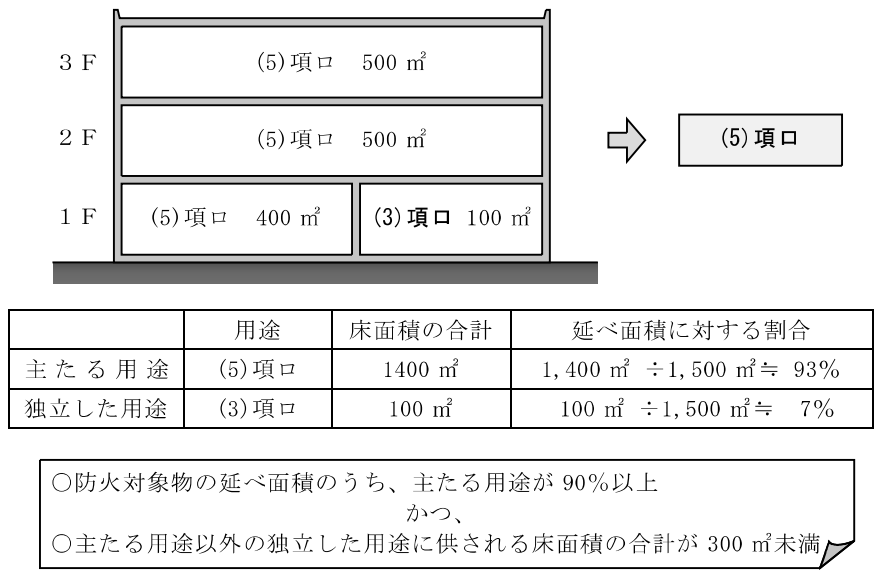 3F (5)項ロ 500 ㎡
2F (5)項ロ 500 ㎡
(5)項ロ
1F (5)項ロ 400 ㎡ (3)項ロ 100 ㎡
用途 床面積の合計 延べ面積に対する割合
主たる用途 (5)項ロ 1400 ㎡ 1,400 ㎡ ÷1,500 ㎡≒ 93%
独立した用途 (3)項ロ 100 ㎡ 100 ㎡ ÷1,500 ㎡≒ 7%
○防火対象物の延べ面積のうち、主たる用途が 90%以上
かつ、
○主たる用途以外の独立した用途に供される床面積の合計が 300 ㎡未満